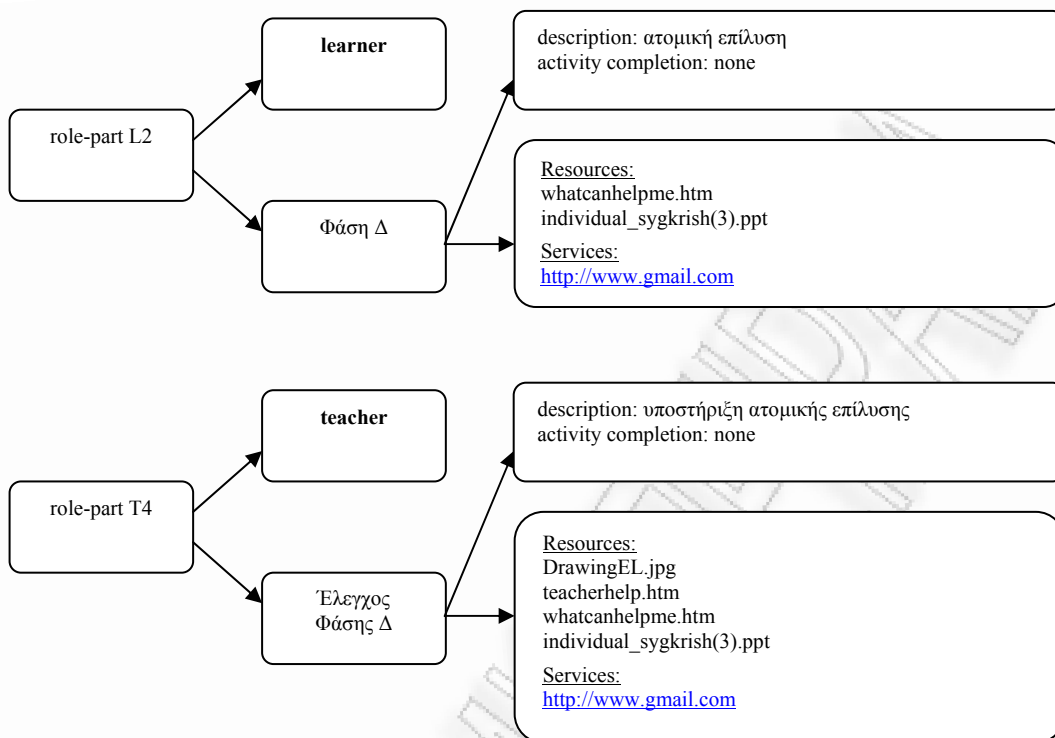 learner
description: ατομική επίλυση
activity completion: none
role-part L2
Resources:
whatcanhelpme.htm
individual_sygkrish(3).ppt
Services:
http://www.gmail.com
Φάση Δ
teacher
description: υποστήριξη ατομικής επίλυσης
activity completion: none
role-part T4
Resources:
DrawingEL.jpg
teacherhelp.htm
whatcanhelpme.htm
individual_sygkrish(3).ppt
Services:
http://www.gmail.com
Έλεγχος
Φάσης Δ